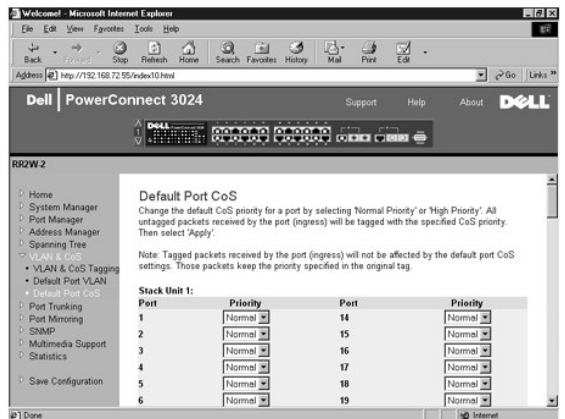 Welcome! - Microsoft Internet Explorer
File Edit View Favorites Tools Help
Back Forward Stop Refresh Home Search Favorites History Mail Print Edit
Address http://192.168.72.55/index10.html Go Links »
Dell PowerConnect 3024
Support Help About DELL
DELL
RR2W-2
Home
System Manager
Port Manager
Address Manager
Spanning Tree
VLAN & CoS
VLAN & CoS Tagging
Default Port VLAN
Default Port CoS
Port Trunking
Port Mirroring
SNMP
Multimedia Support
Statistics
Save Configuration
Default Port CoS
Change the default CoS priority for a port by selecting 'Normal Priority' or 'High Priority'. All
untagged packets received by the port (ingress) will be tagged with the specified CoS priority.
Then select 'Apply'.
Note: Tagged packets received by the port (ingress) will not be affected by the default port CoS
settings. Those packets keep the priority specified in the original tag.
Stack Unit 1:
Port Priority Port Priority
1 Normal 14 Normal
2 Normal 15 Normal
3 Normal 16 Normal
4 Normal 17 Normal
5 Normal 18 Normal
6 Normal 19 Normal
Done Internet